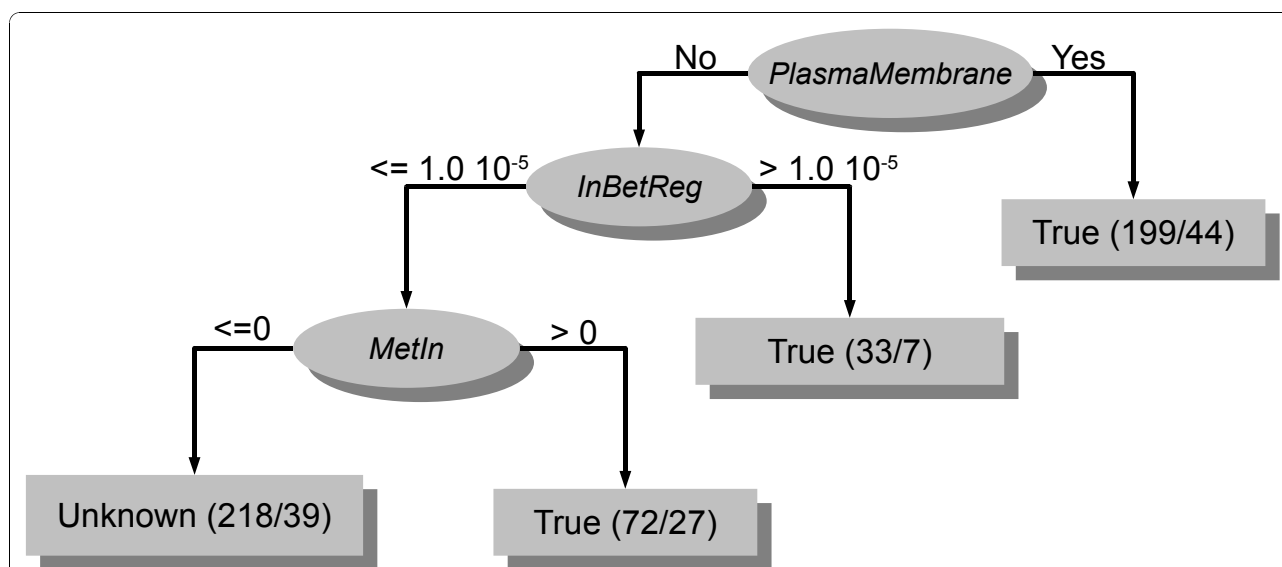 No
PlasmaMembrane
Yes
<= 1.0 10⁻⁵
InBetReg
> 1.0 10⁻⁵
True (199/44)
<=0
MetIn
> 0
True (33/7)
Unknown (218/39)
True (72/27)